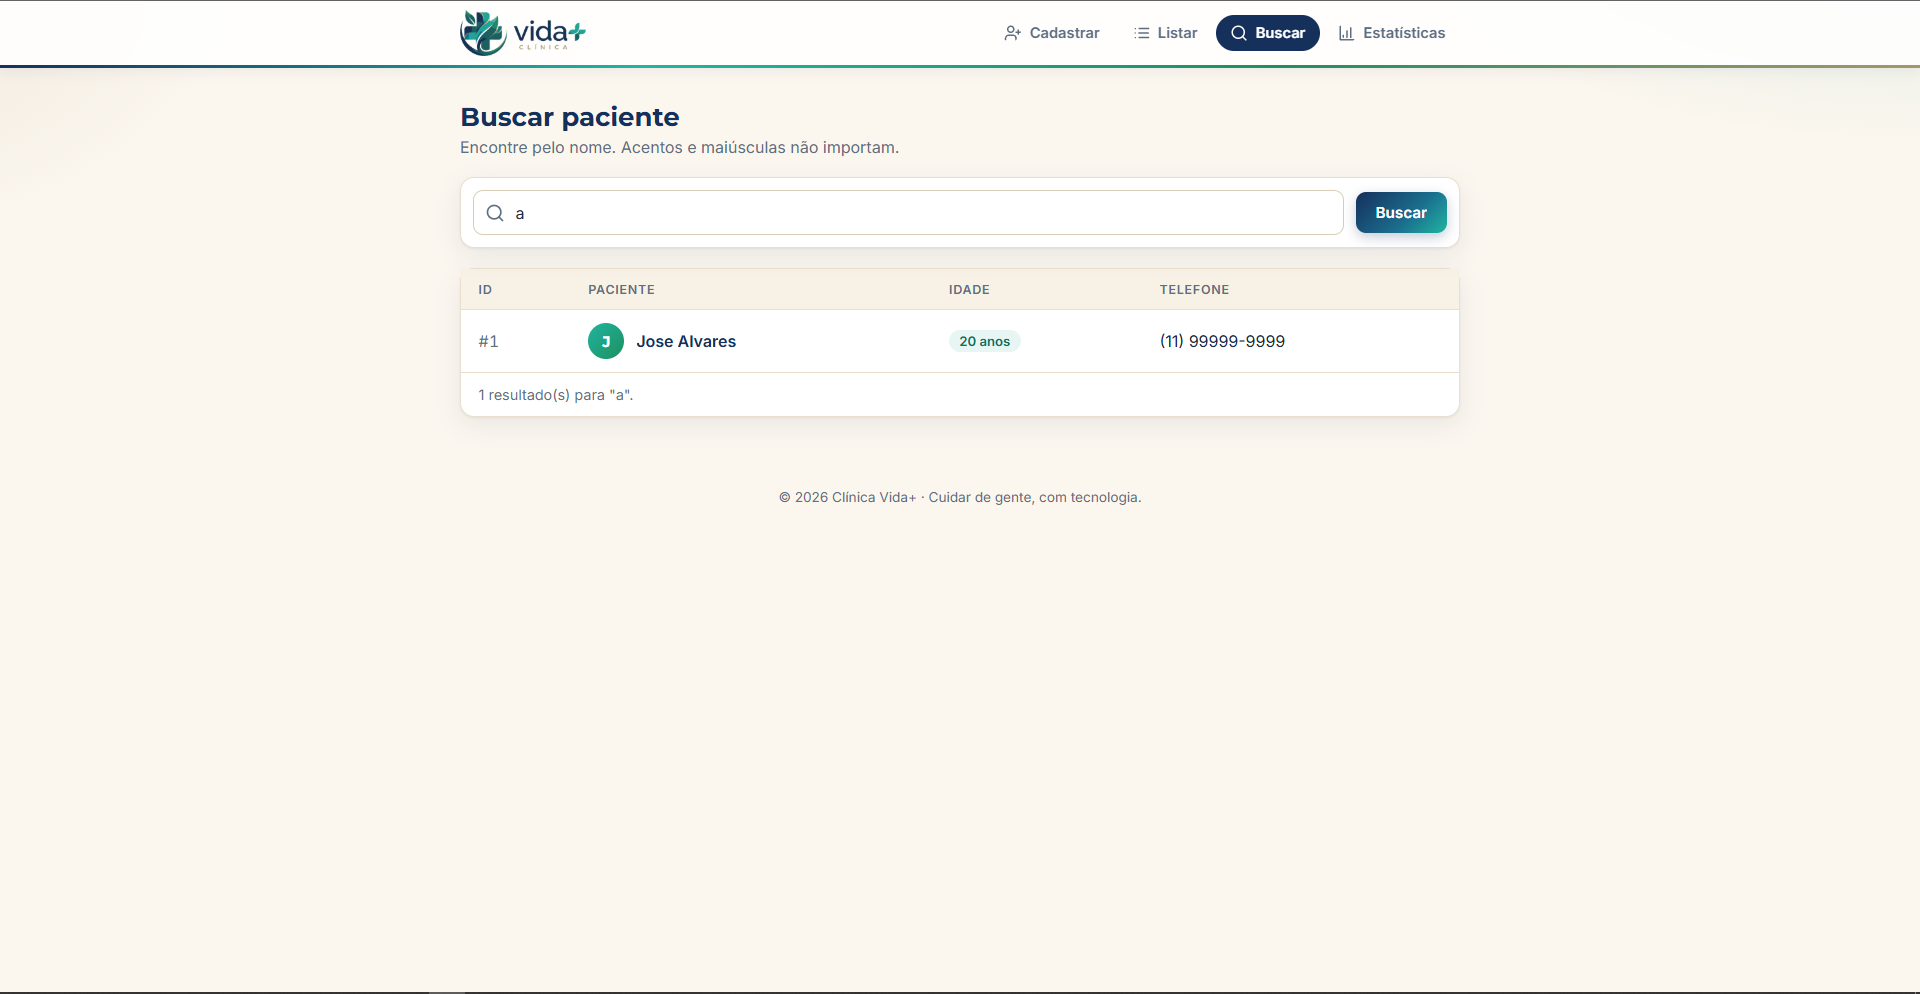 vida+
CLÍNICA
Cadastrar
Listar
Buscar
Estatísticas
Buscar paciente
Encontre pelo nome. Acentos e maiúsculas não importam.
a
Buscar
ID PACIENTE IDADE TELEFONE
#1 J Jose Alvares 20 anos (11) 99999-9999
1 resultado(s) para "a".
© 2026 Clínica Vida+ · Cuidar de gente, com tecnologia.